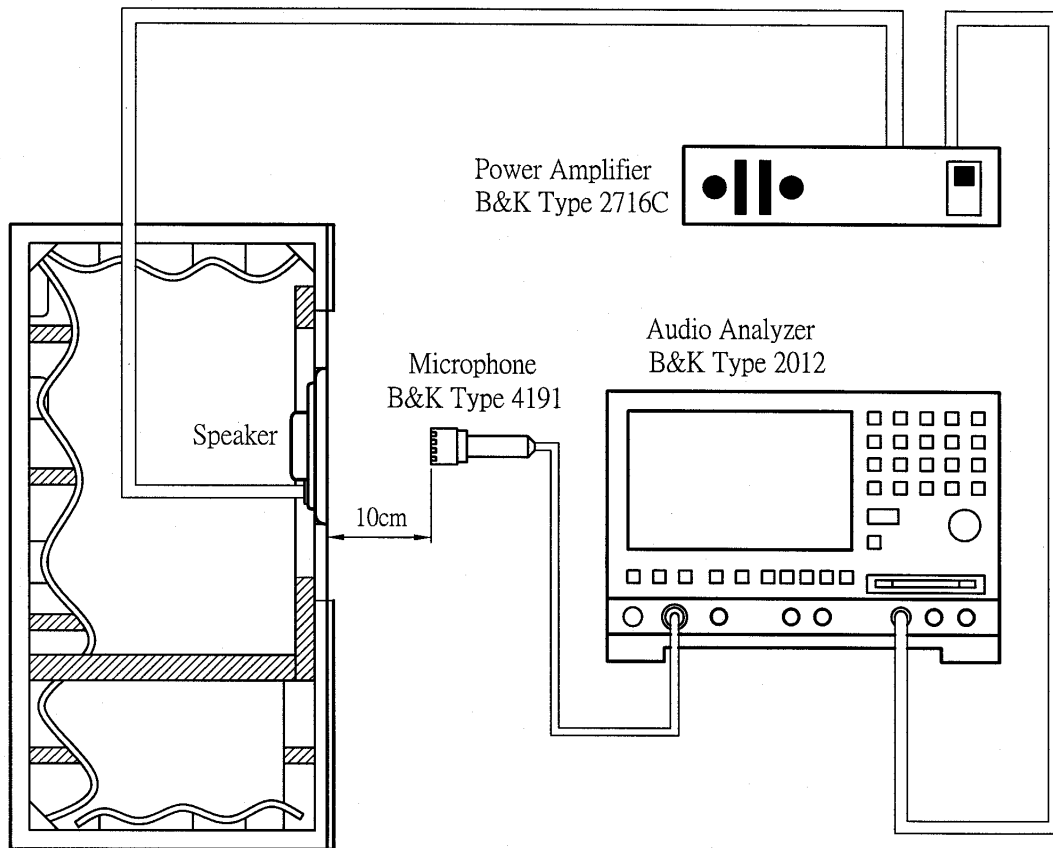 Power Amplifier
B&K Type 2716C
Audio Analyzer
B&K Type 2012
Microphone
B&K Type 4191
Speaker
10cm